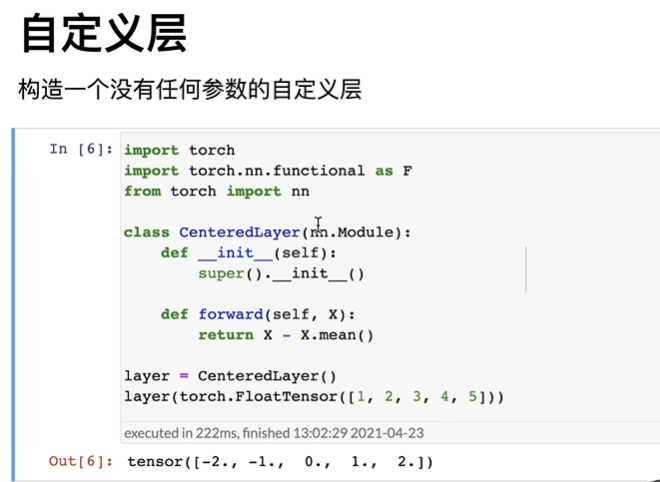 自定义层
构造一个没有任何参数的自定义层
In [6]: import torch
import torch.nn.functional as F
from torch import nn
class CenteredLayer(nn.Module):
    def __init__(self):
        super().__init__()
    def forward(self, X):
        return X - X.mean()
layer = CenteredLayer()
layer(torch.FloatTensor([1, 2, 3, 4, 5]))
executed in 222ms, finished 13:02:29 2021-04-23
Out[6]: tensor([-2., -1.,  0.,  1.,  2.])